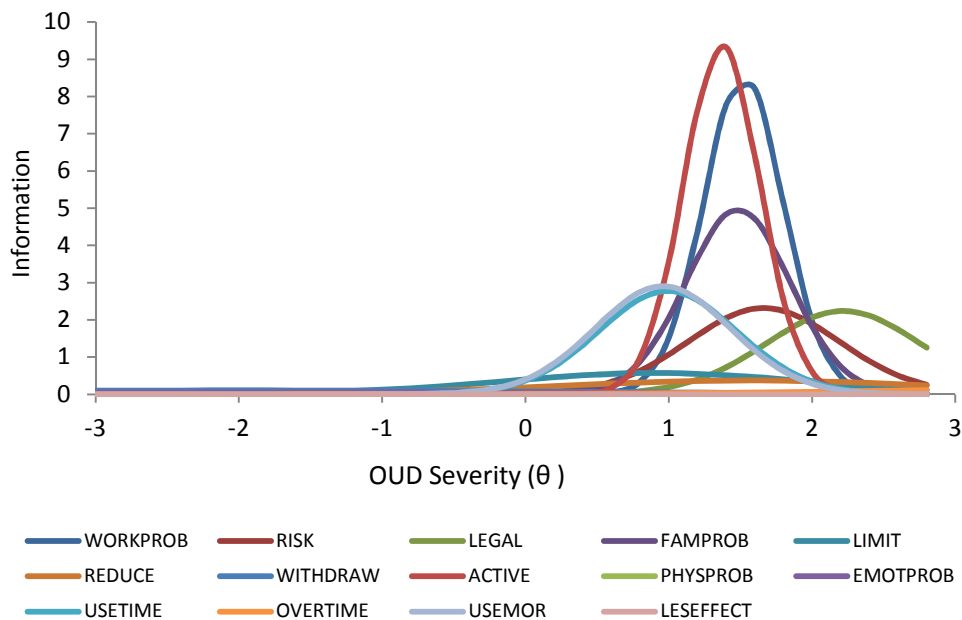 10
9
8
7
6
5
4
3
2
1
0
Information
-3 -2 -1 0 1 2 3
OUD Severity (θ )
WORKPROB RISK LEGAL FAMPROB LIMIT
REDUCE WITHDRAW ACTIVE PHYSPROB EMOTPROB
USETIME OVERTIME USEMOR LESEFFECT